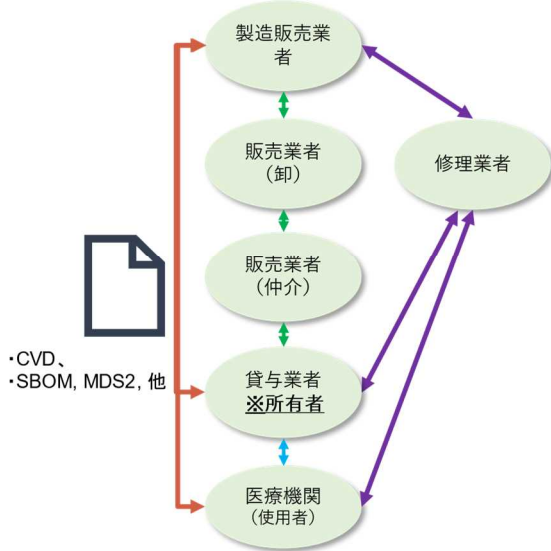 製造販売業
者
販売業者
（卸）
修理業者
販売業者
（仲介）
・CVD、
・SBOM, MDS2, 他
貸与業者
※所有者
医療機関
（使用者）